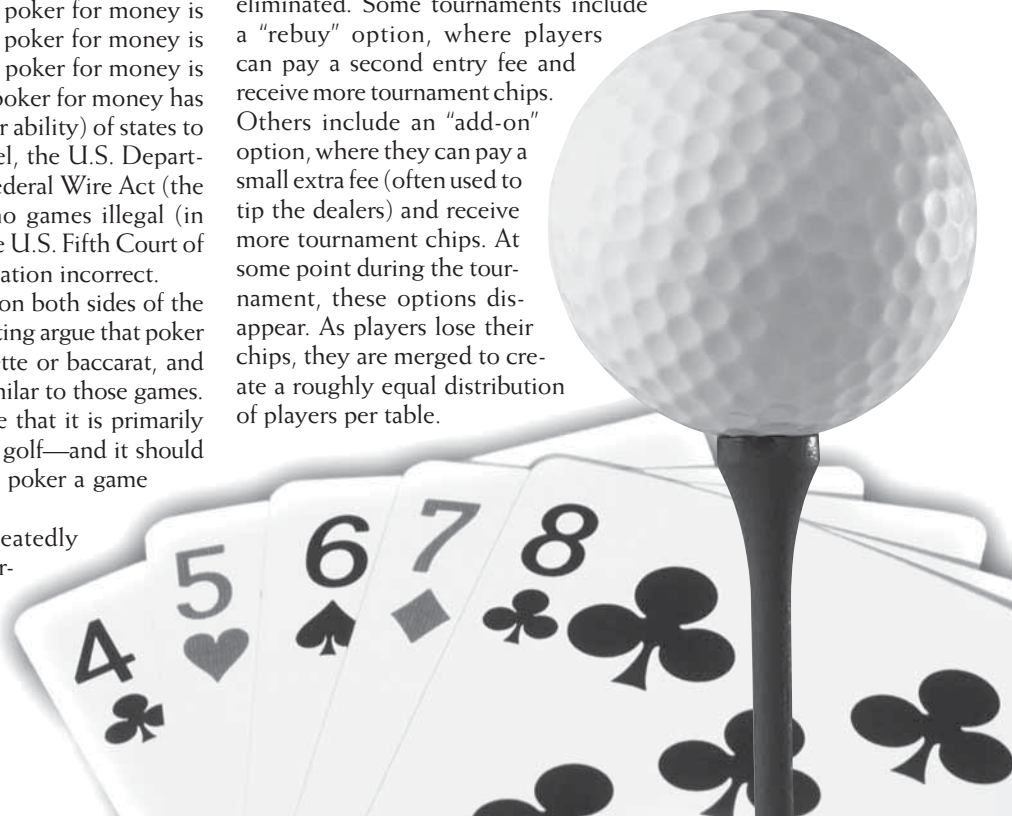 poker for money is
poker for money is
poker for money is
poker for money has
r ability) of states to
el, the U.S. Depart-
ederal Wire Act (the
no games illegal (in
e U.S. Fifth Court of
ation incorrect.
on both sides of the
ting argue that poker
ette or baccarat, and
milar to those games.
e that it is primarily
golf—and it should
poker a game
eatedly
r-
eliminated. Some tournaments include
a “rebuy” option, where players
can pay a second entry fee and
receive more tournament chips.
Others include an “add-on”
option, where they can pay a
small extra fee (often used to
tip the dealers) and receive
more tournament chips. At
some point during the tour-
nament, these options dis-
appear. As players lose their
chips, they are merged to cre-
ate a roughly equal distribution
of players per table.
4
5
6
7
8